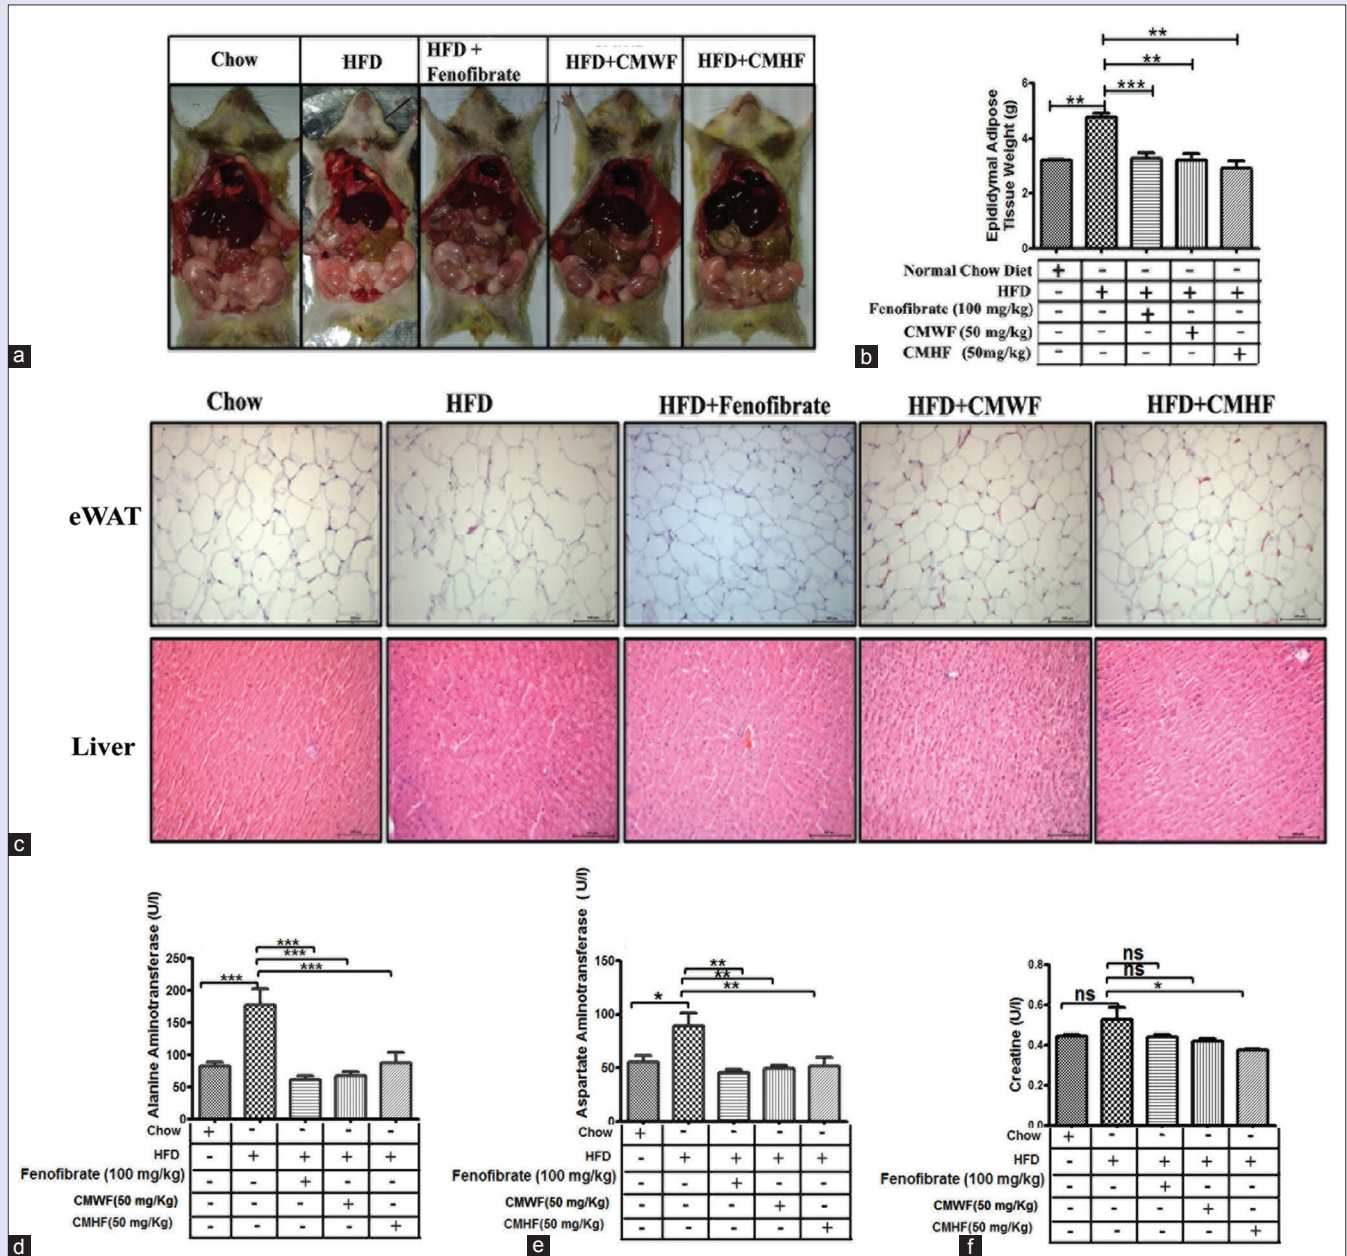 Chow
HFD
HFD +
Fenofibrate
HFD+CMWF
HFD+CMHF
a
**
**
***
**
Epididymal Adipose
Tissue Weight (g)
6
4
2
0
Normal Chow Diet + - - - -
HFD - + + + +
Fenofibrate (100 mg/kg) - - + - -
CMWF (50 mg/kg) - - - + -
CMHF (50mg/kg) - - - - +
b
Chow
HFD
HFD+Fenofibrate
HFD+CMWF
HFD+CMHF
eWAT
Liver
c
Alanine Aminotransferase (U/l)
***
***
***
***
250
200
150
100
50
0
Chow + - - - -
HFD - + + + +
Fenofibrate (100 mg/kg) - - + - -
CMWF(50 mg/Kg) - - - + -
CMHF(50 mg/Kg) - - - - +
d
Aspartate Aminotransferase ( U/l)
**
**
**
*
150
100
50
0
Chow + - - - -
HFD - + + + +
Fenofibrate (100 mg/kg) - - + - -
CMWF(50 mg/Kg) - - - + -
CMHF(50 mg/Kg) - - - - +
e
Creatine (U/l)
ns
ns
*
ns
0.8
0.6
0.4
0.2
0.0
Chow + - - - -
HFD - + + + +
Fenofibrate (100 mg/kg) - - + - -
CMWF(50 mg/Kg) - - - + -
CMHF(50 mg/Kg) - - - - +
f